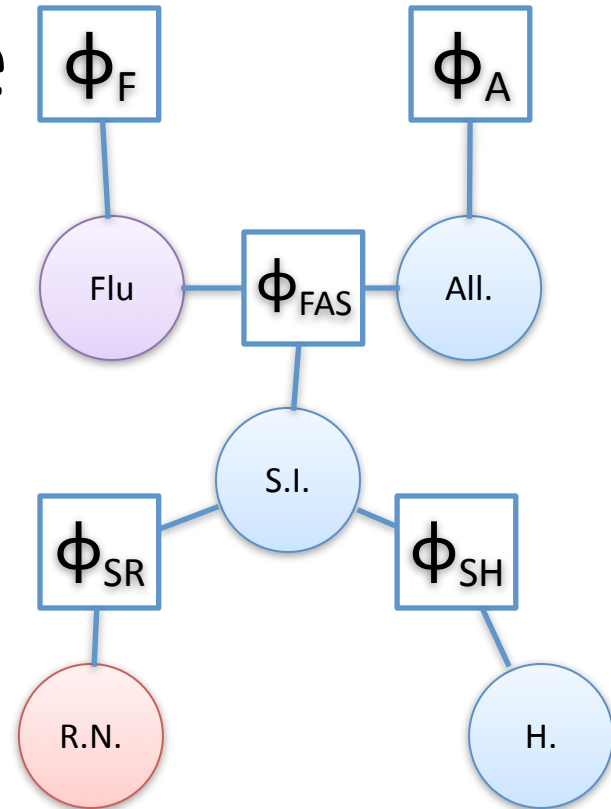 e
ϕF
ϕA
Flu
ϕFAS
All.
S.I.
ϕSR
ϕSH
R.N.
H.